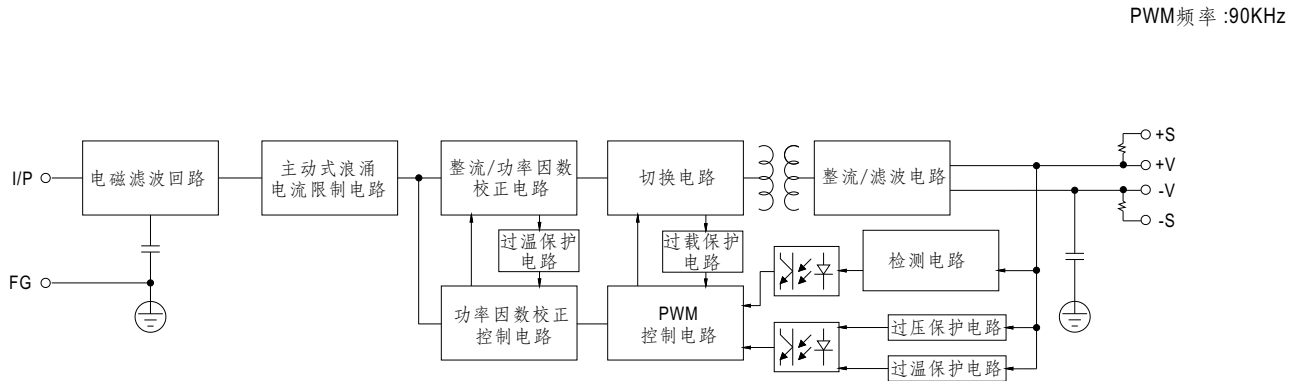 PWM频率 :90KHz
I/P
电磁滤波回路
主动式浪涌
电流限制电路
整流/功率因数
校正电路
切换电路
整流/滤波电路
+S
+V
-V
-S
过温保护
电路
过载保护
电路
检测电路
FG
功率因数校正
控制电路
PWM
控制电路
过压保护电路
过温保护电路